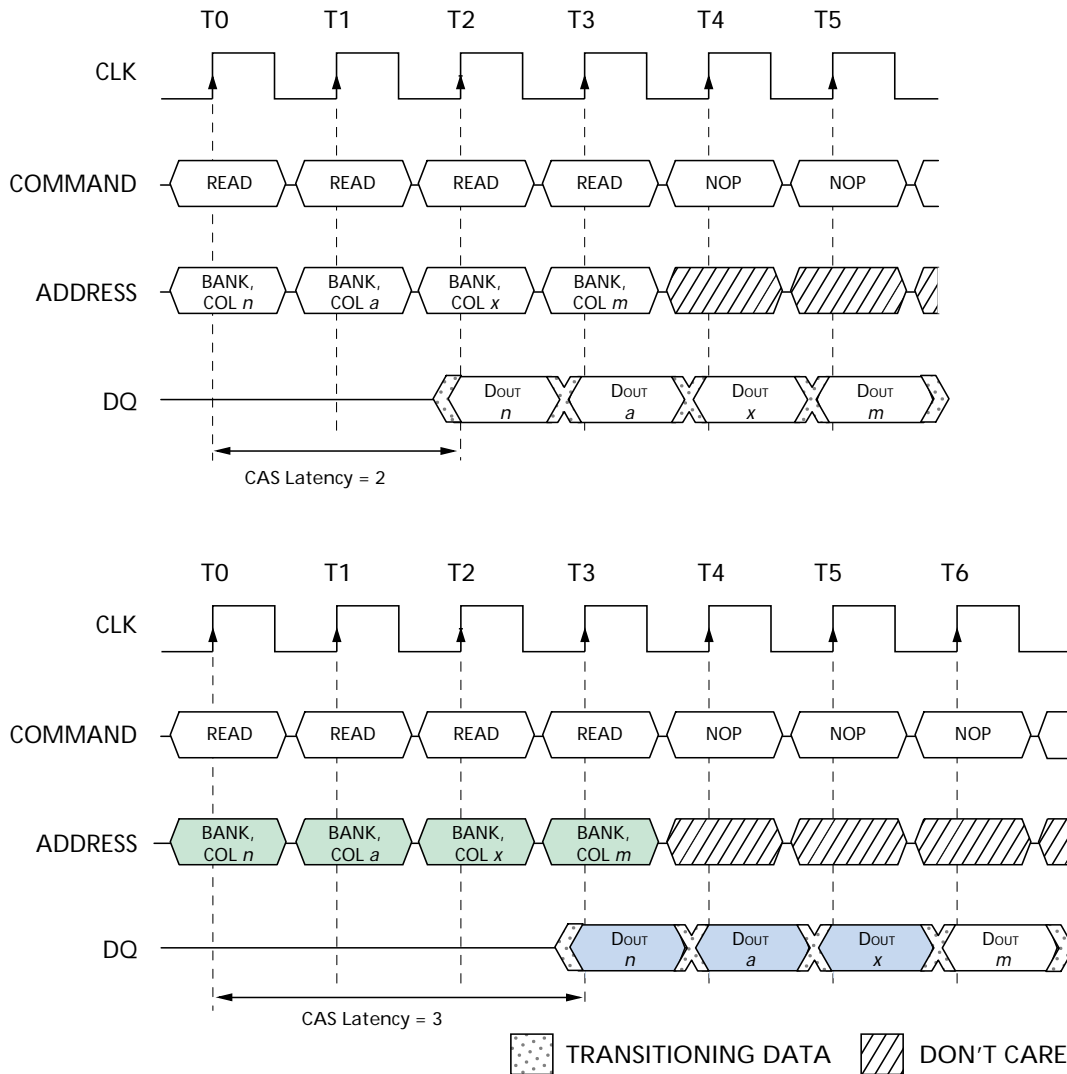 T0 T1 T2 T3 T4 T5
CLK
COMMAND READ READ READ READ NOP NOP
ADDRESS BANK, COL n BANK, COL a BANK, COL x BANK, COL m
DQ DOUT n DOUT a DOUT x DOUT m
CAS Latency = 2
T0 T1 T2 T3 T4 T5 T6
CLK
COMMAND READ READ READ READ NOP NOP NOP
ADDRESS BANK, COL n BANK, COL a BANK, COL x BANK, COL m
DQ DOUT n DOUT a DOUT x DOUT m
CAS Latency = 3
TRANSITIONING DATA DON'T CARE